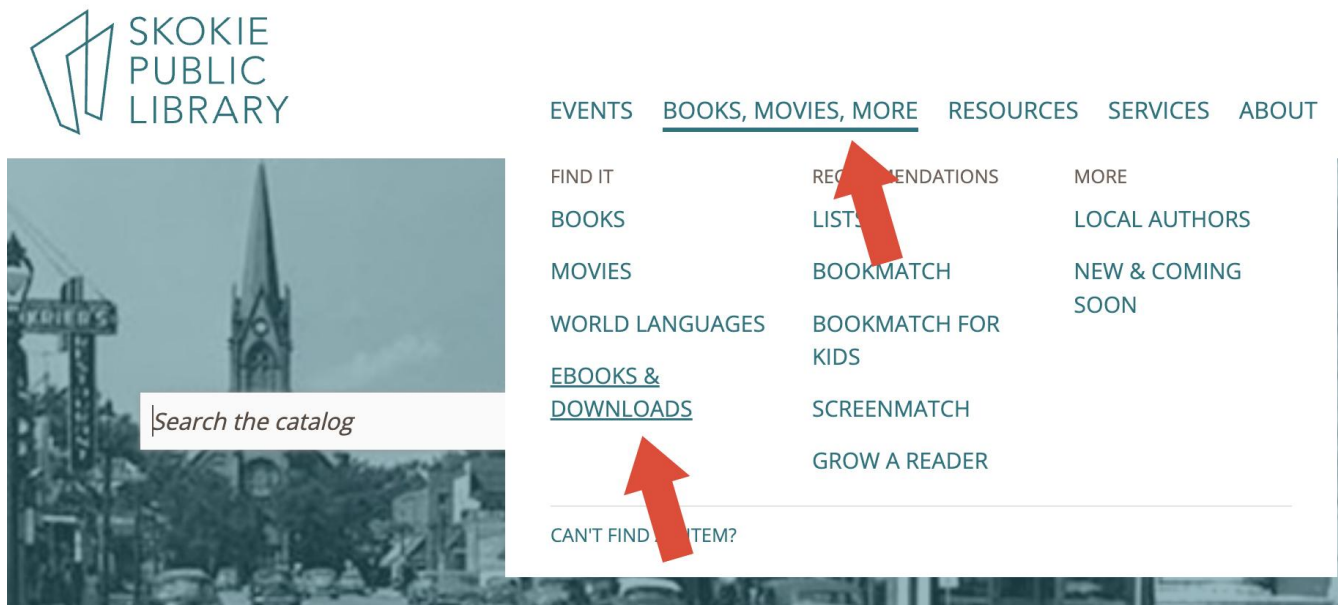 SKOKIE
PUBLIC
LIBRARY
EVENTS BOOKS, MOVIES, MORE RESOURCES SERVICES ABOUT
FIND IT
BOOKS
MOVIES
WORLD LANGUAGES
EBOOKS &
DOWNLOADS
LISTS
BOOKMATCH
BOOKMATCH FOR
KIDS
SCREENMATCH
GROW A READER
MORE
LOCAL AUTHORS
NEW & COMING
SOON
CAN'T FIND
Search the catalog
KRIER'S